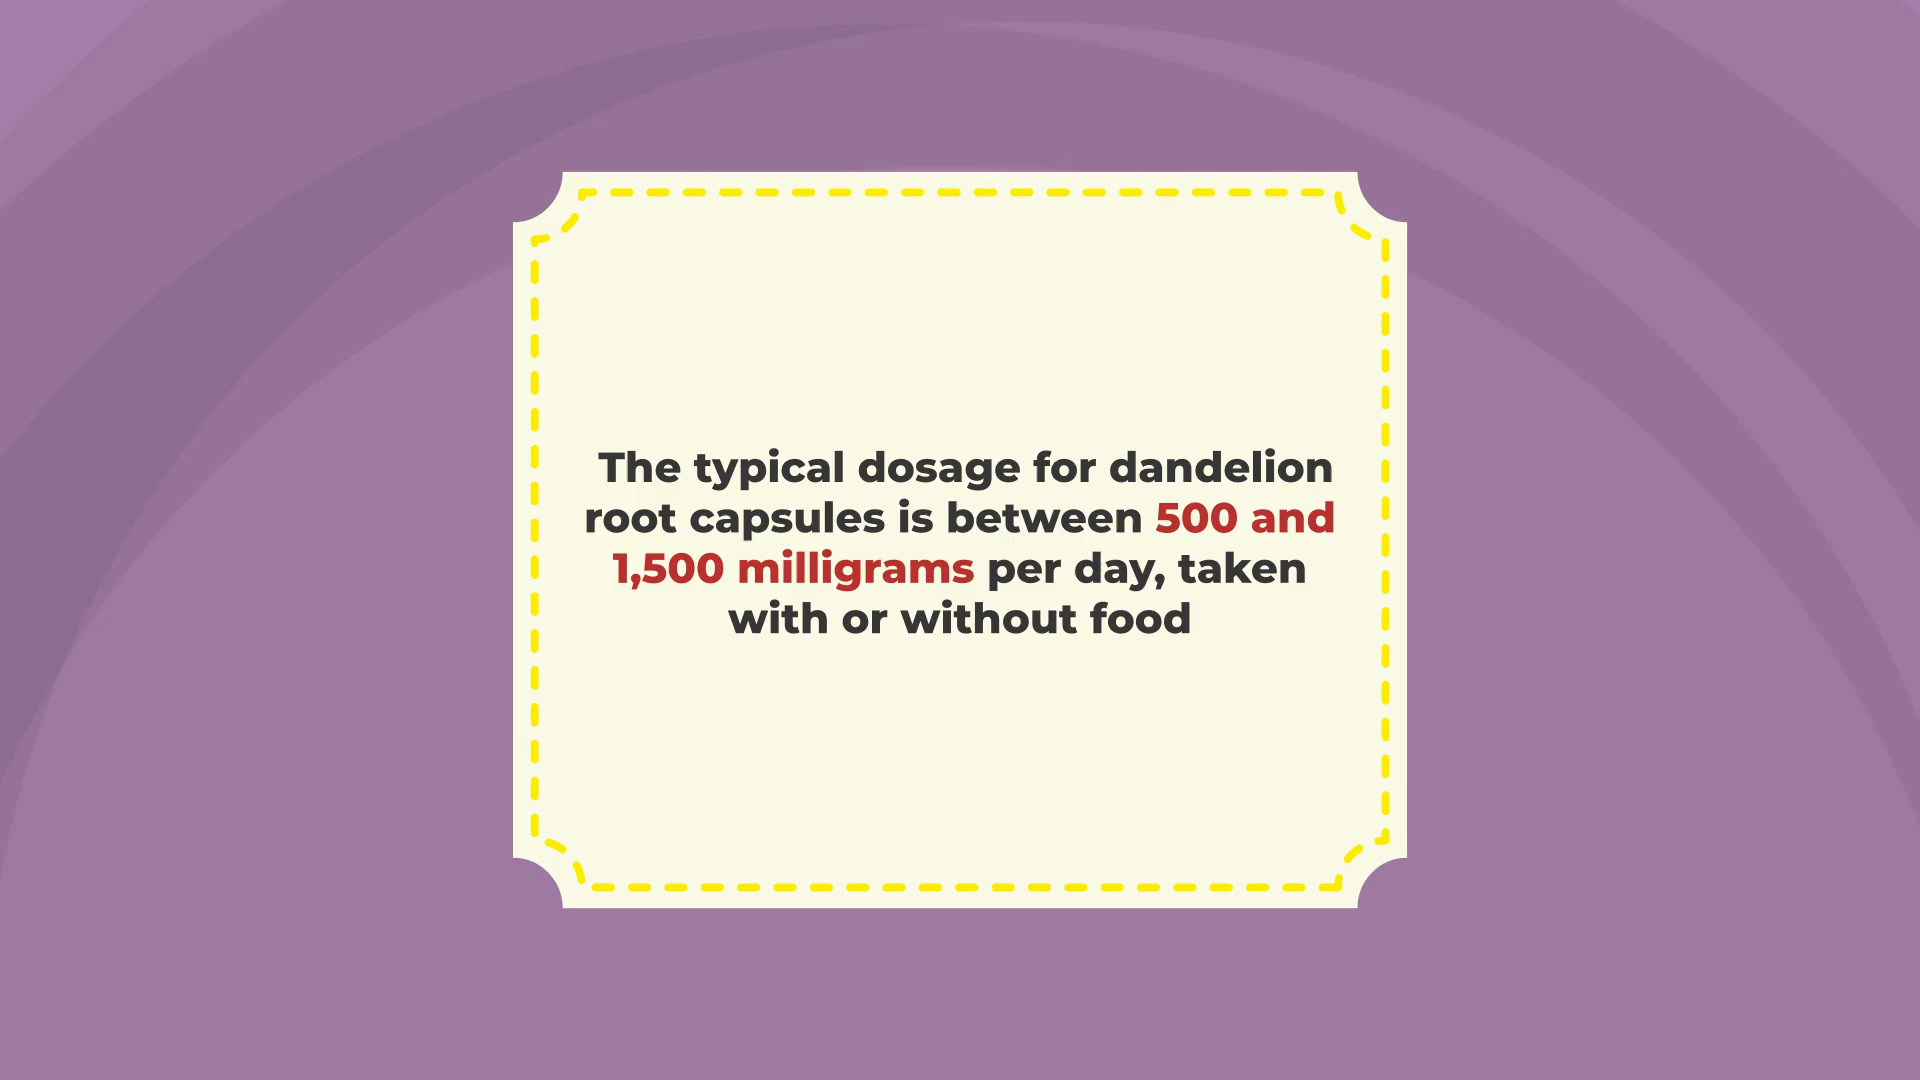 The typical dosage for dandelion
root capsules is between 500 and
1,500 milligrams per day, taken
with or without food